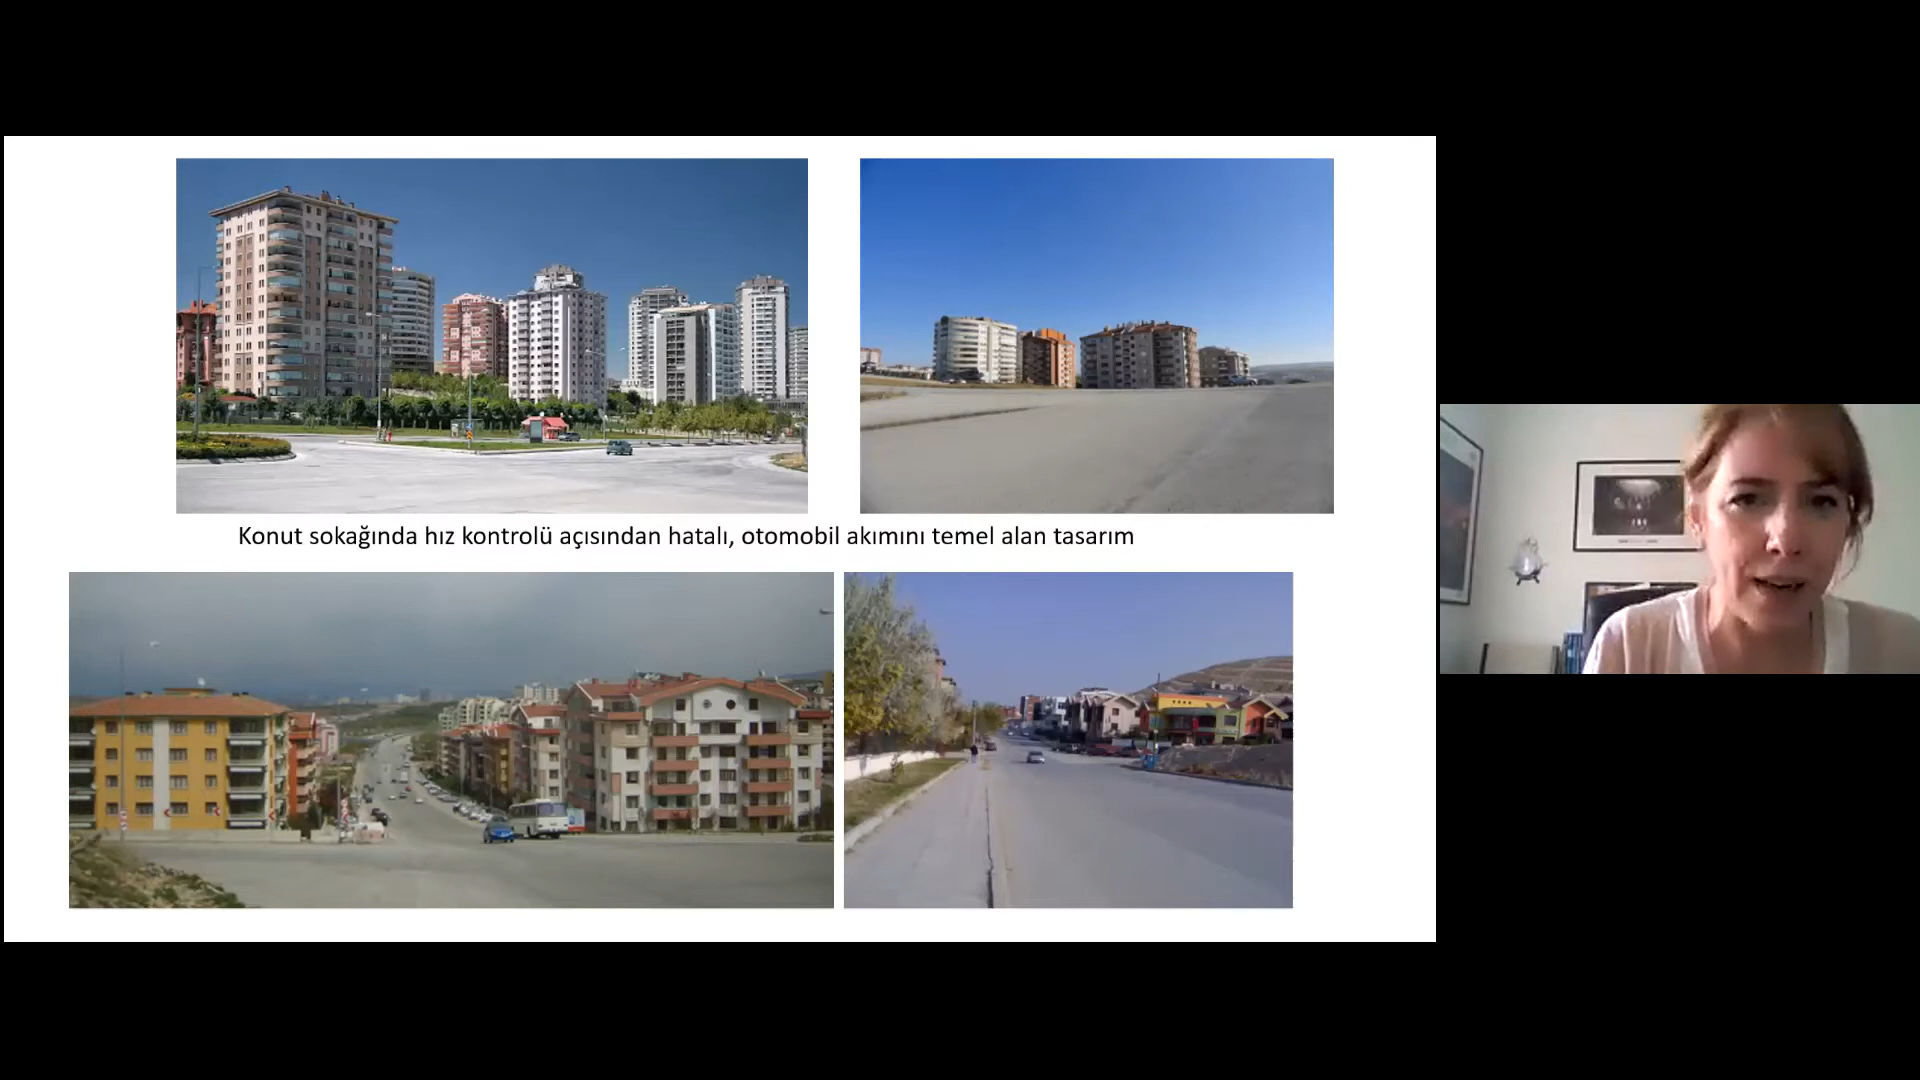 Konut sokağında hız kontrolü açısından hatalı, otomobil akımını temel alan tasarım